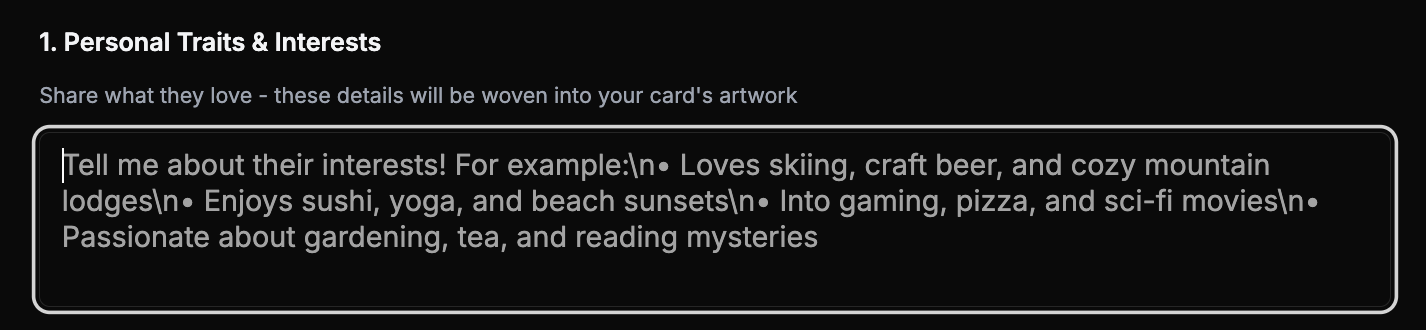 1. Personal Traits & Interests
Share what they love - these details will be woven into your card's artwork
Tell me about their interests! For example:\n• Loves skiing, craft beer, and cozy mountain
lodges\n• Enjoys sushi, yoga, and beach sunsets\n• Into gaming, pizza, and sci-fi movies\n•
Passionate about gardening, tea, and reading mysteries